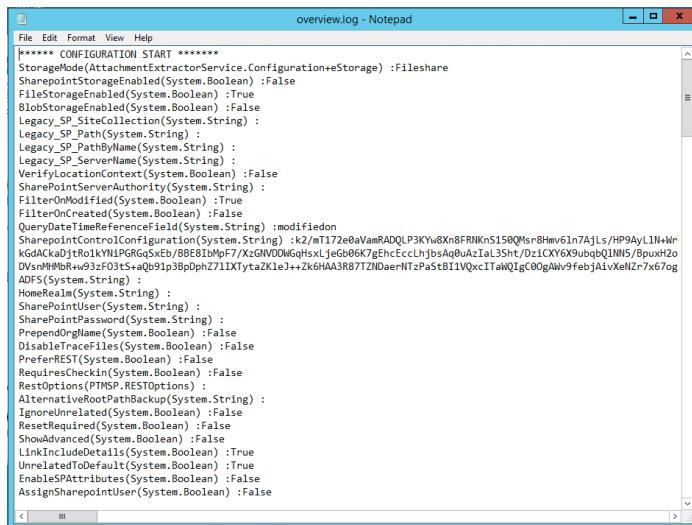 overview.log - Notepad
File Edit Format View Help
****** CONFIGURATION START *******
StorageMode(AttachmentExtractorService.Configuration+eStorage) :Fileshare
SharepointStorageEnabled(System.Boolean) :False
FileStorageEnabled(System.Boolean) :True
BlobStorageEnabled(System.Boolean) :False
Legacy_SP_SiteCollection(System.String) :
Legacy_SP_Path(System.String) :
Legacy_SP_PathByName(System.String) :
Legacy_SP_ServerName(System.String) :
VerifyLocationContext(System.Boolean) :False
SharePointServerAuthority(System.String) :
FilterOnModified(System.Boolean) :True
FilterOnCreated(System.Boolean) :False
QueryDateTimeReferenceField(System.String) :modifiedon
SharepointControlConfiguration(System.String) :k2/mT172e0aVamRADQLP3KYw8Xn8FRNKnS150QMsr8Hmv6ln7AjLs/HP9AyLlN+Wr
kGdACkaDjtRo1kYNiPGRGqSxEb/BBE8IbMpF7/XzGNVDDWGqHsxLjeGb06K7gEhcEccLhjbsAq0uAzIaL3Sht/DziCXY6X9ubqbQlNN5/BpuxH2o
DVsnMHMbR+w93zFO3tS+aQb91p3BpDphZ7lIXTytaZKleJ++Zk6HAA3R87TZNDaerNTzPaStBI1VQxcITaWQIgC0OgAWv9febjAivXeNZr7x67og
ADFS(System.String) :
HomeRealm(System.String) :
SharePointUser(System.String) :
SharePointPassword(System.String) :
PrependOrgName(System.Boolean) :False
DisableTraceFiles(System.Boolean) :False
PreferREST(System.Boolean) :False
RequiresCheckin(System.Boolean) :False
RestOptions(PTMSP.RESTOptions) :
AlternativeRootPathBackup(System.String) :
IgnoreUnrelated(System.Boolean) :False
ResetRequired(System.Boolean) :False
ShowAdvanced(System.Boolean) :False
LinkIncludeDetails(System.Boolean) :True
UnrelatedToDefault(System.Boolean) :True
EnableSPAttributes(System.Boolean) :False
AssignSharepointUser(System.Boolean) :False